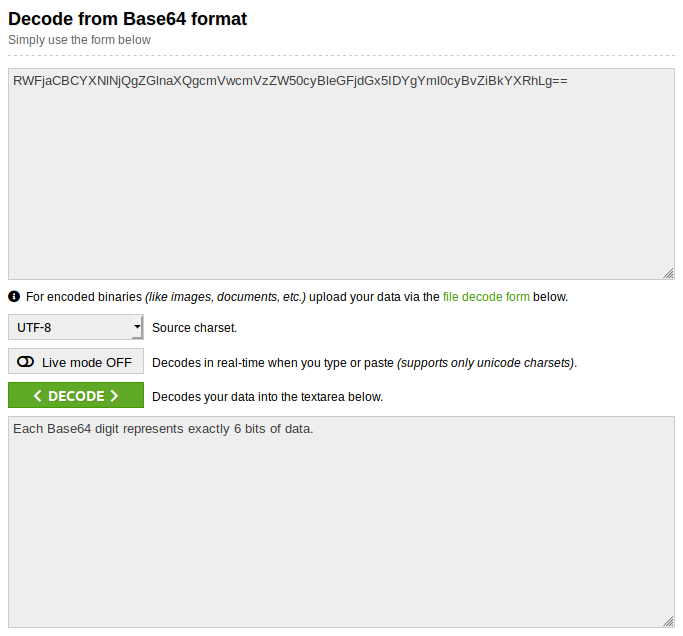 Decode from Base64 format
Simply use the form below
RWFjaCBCYXNlNjQgZGlnaXQgcmVwcmVzZW50cyBleGFjdGx5IDYgYml0cyBvZiBkYXRhLg==
For encoded binaries (like images, documents, etc.) upload your data via the file decode form below.
UTF-8 Source charset.
Live mode OFF Decodes in real-time when you type or paste (supports only unicode charsets).
< DECODE > Decodes your data into the textarea below.
Each Base64 digit represents exactly 6 bits of data.